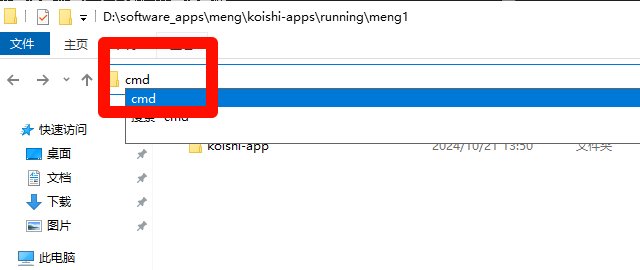 D:\software_apps\meng\koishi-apps\running\meng1
文件
主页
cmd
cmd
搜索 "cmd"
快速访问
koishi-app 2024/10/21 13:50 文件夹
桌面
文档
下载
图片
此电脑